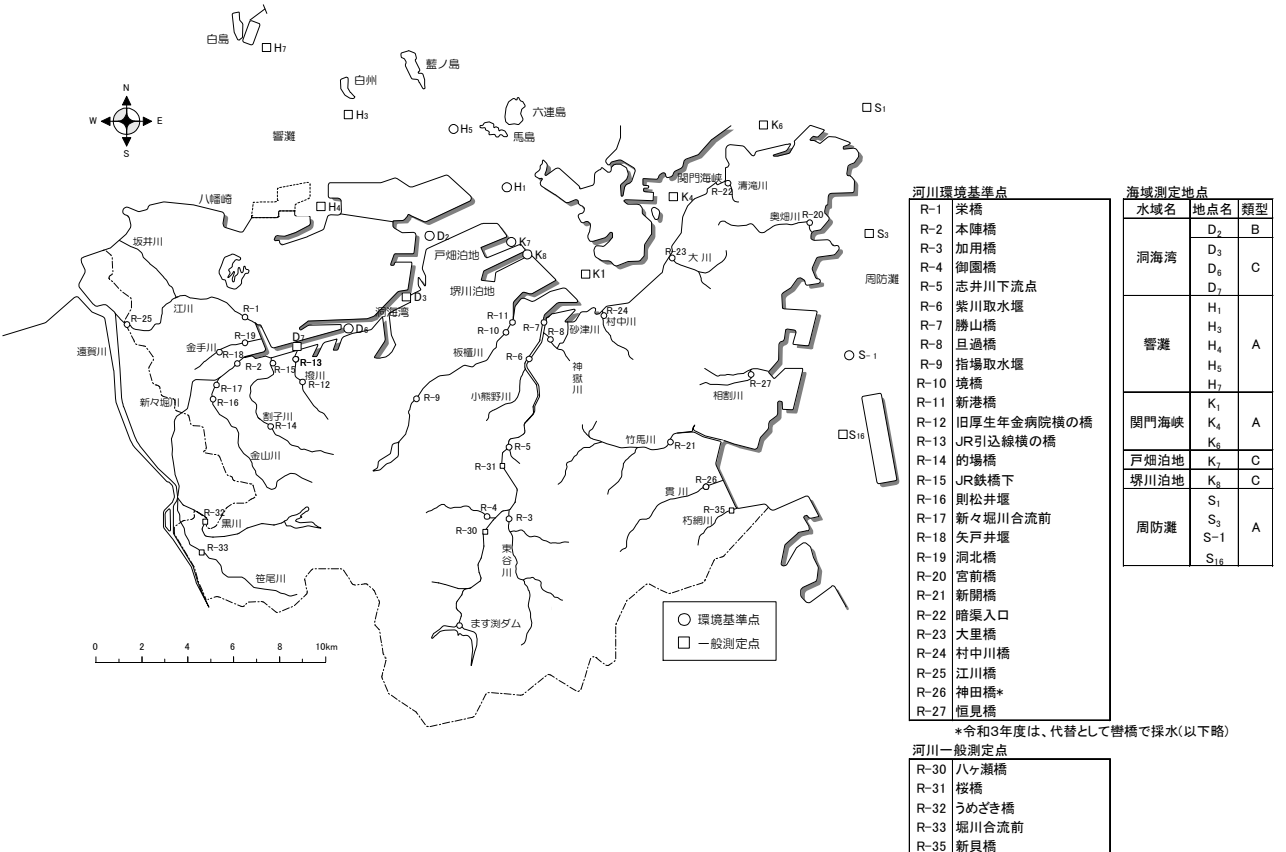 白島
H7
藍ノ島
白州
H3
六連島
馬島
H5
N
W
E
S
響灘
S1
K6
関門海峡
清滝川
R-22
K4
八幡崎
H4
H1
奥畑川
R-20
S3
坂井川
D2
戸畑泊地
K7
K8
R-23
大川
K1
周防灘
堺川泊地
D3
洞海湾
江川
R-1
R-25
R-11
R-7
R-24
村中川
砂津川
R-8
R-10
D6
D7
遠賀川
R-19
金手川
R-18
R-2
R-15
R-13
撥川
R-12
板櫃川
R-6
神嶽川
S-1
R-17
R-16
新々堀川
R-9
小熊野川
R-27
相割川
割子川
R-14
金山川
竹馬川
R-21
S16
R-5
R-31
R-26
貫川
R-35
朽網川
R-32
黒川
R-4
R-30
R-3
東谷川
R-33
笹尾川
ます渕ダム
○ 環境基準点
□ 一般測定点
0 2 4 6 8 10km
河川環境基準点
R-1 栄橋
R-2 本陣橋
R-3 加用橋
R-4 御園橋
R-5 志井川下流点
R-6 紫川取水堰
R-7 勝山橋
R-8 旦過橋
R-9 指場取水堰
R-10 境橋
R-11 新港橋
R-12 旧厚生年金病院横の橋
R-13 JR引込線横の橋
R-14 的場橋
R-15 JR鉄橋下
R-16 則松井堰
R-17 新々堀川合流前
R-18 矢戸井堰
R-19 洞北橋
R-20 宮前橋
R-21 新開橋
R-22 暗渠入口
R-23 大里橋
R-24 村中川橋
R-25 江川橋
R-26 神田橋*
R-27 恒見橋
*令和3年度は、代替として轡橋で採水(以下略)
河川一般測定点
R-30 八ヶ瀬橋
R-31 桜橋
R-32 うめざき橋
R-33 堀川合流前
R-35 新貝橋
海域測定地点
水域名 地点名 類型
洞海湾 D2 B
D3
D6 C
D7
響灘 H1
H3
H4 A
H5
H7
関門海峡 K1
K4 A
K6
戸畑泊地 K7 C
堺川泊地 K8 C
周防灘 S1
S3 A
S-1
S16